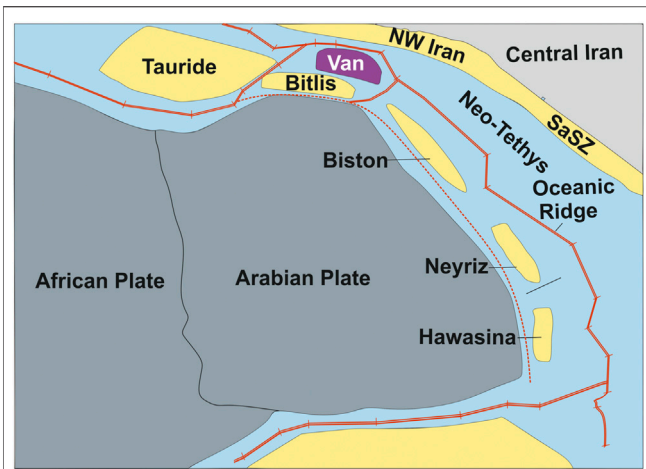 NW Iran
Central Iran
Tauride
Van
Bitlis
Neo-Tethys
SaSZ
Biston
Oceanic
Ridge
African Plate
Arabian Plate
Neyriz
Hawasina